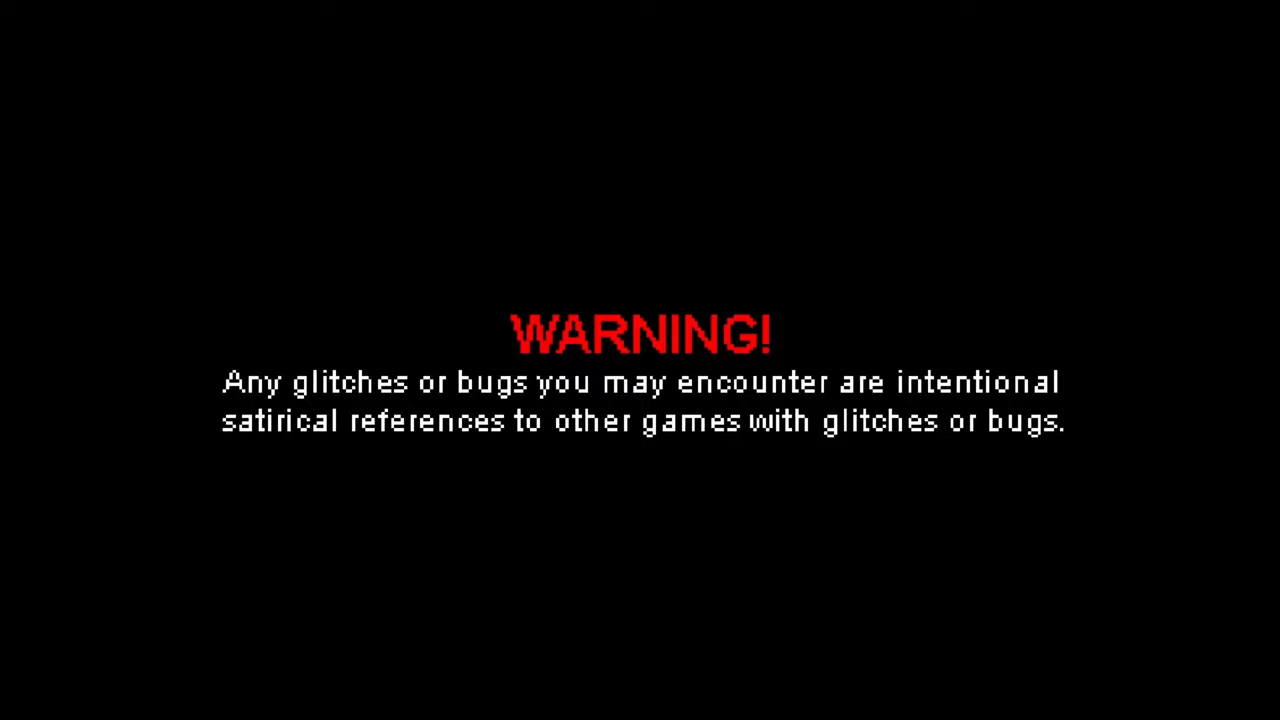 WARNING!
Any glitches or bugs you may encounter are intentional
satirical references to other games with glitches or bugs.